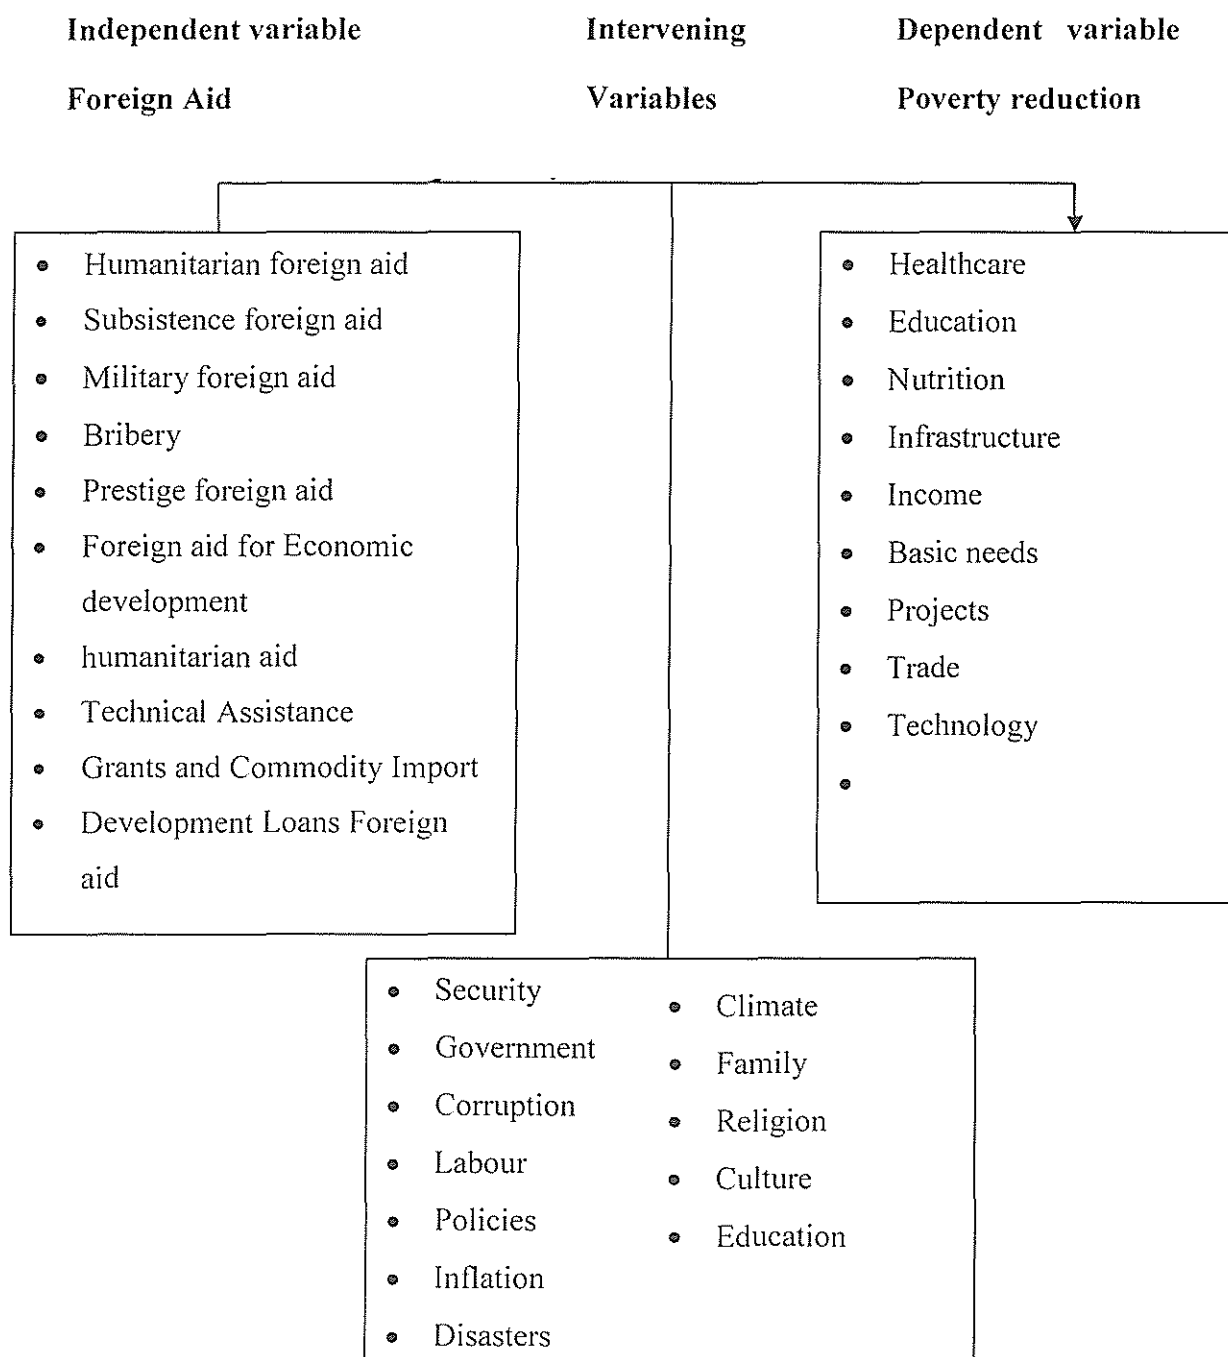 Independent variable
Foreign Aid
Intervening
Variables
Dependent variable
Poverty reduction
• Humanitarian foreign aid
• Subsistence foreign aid
• Military foreign aid
• Bribery
• Prestige foreign aid
• Foreign aid for Economic
development
• humanitarian aid
• Technical Assistance
• Grants and Commodity Import
• Development Loans Foreign
aid
• Healthcare
• Education
• Nutrition
• Infrastructure
• Income
• Basic needs
• Projects
• Trade
• Technology
•
• Security
• Government
• Corruption
• Labour
• Policies
• Inflation
• Disasters
• Climate
• Family
• Religion
• Culture
• Education